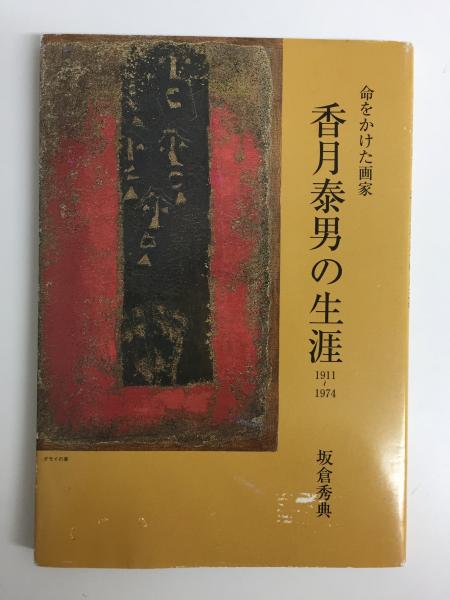 命をかけた画家
香月泰男の生涯
1911
~
1974
坂倉秀典